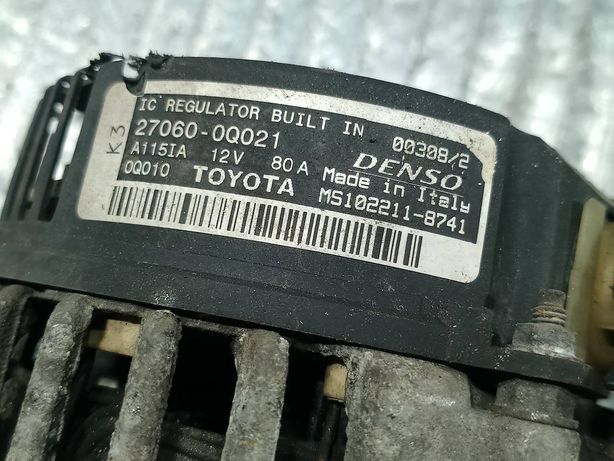 IC REGULATOR BUILT IN 00308/2
K3 27060-0Q021 DENSO
A115IA 12V 80A Made in Italy
0Q010 TOYOTA MS102211-8741